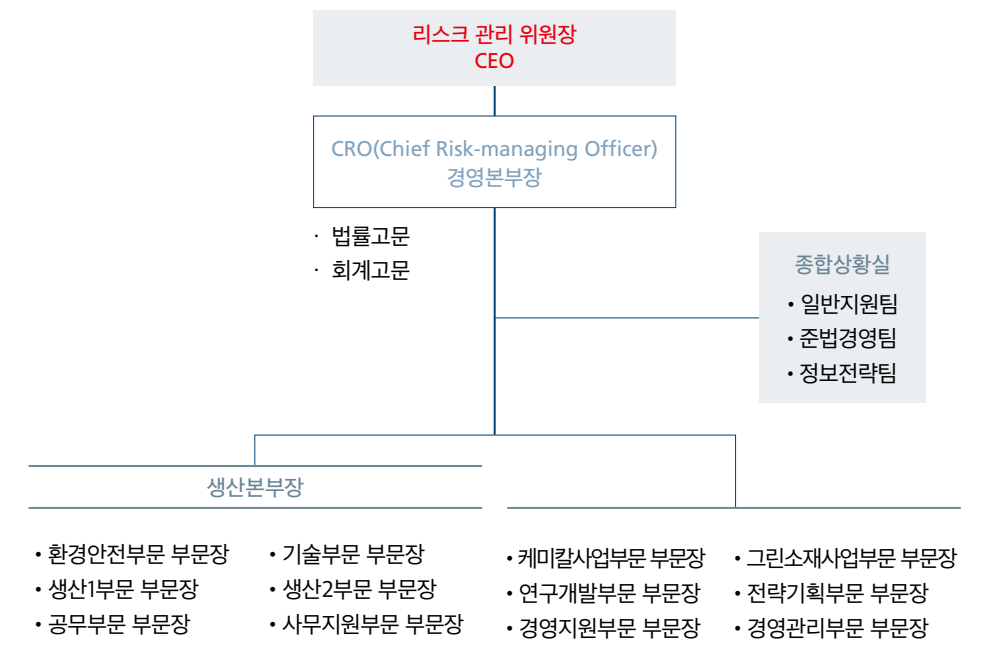 리스크 관리 위원장
CEO
CRO(Chief Risk-managing Officer)
경영본부장
· 법률고문
· 회계고문
종합상황실
• 일반지원팀
• 준법경영팀
• 정보전략팀
생산본부장
• 환경안전부문 부문장
• 기술부문 부문장
• 생산1부문 부문장
• 생산2부문 부문장
• 공무부문 부문장
• 사무지원부문 부문장
• 케미칼사업부문 부문장
• 그린소재사업부문 부문장
• 연구개발부문 부문장
• 전략기획부문 부문장
• 경영지원부문 부문장
• 경영관리부문 부문장